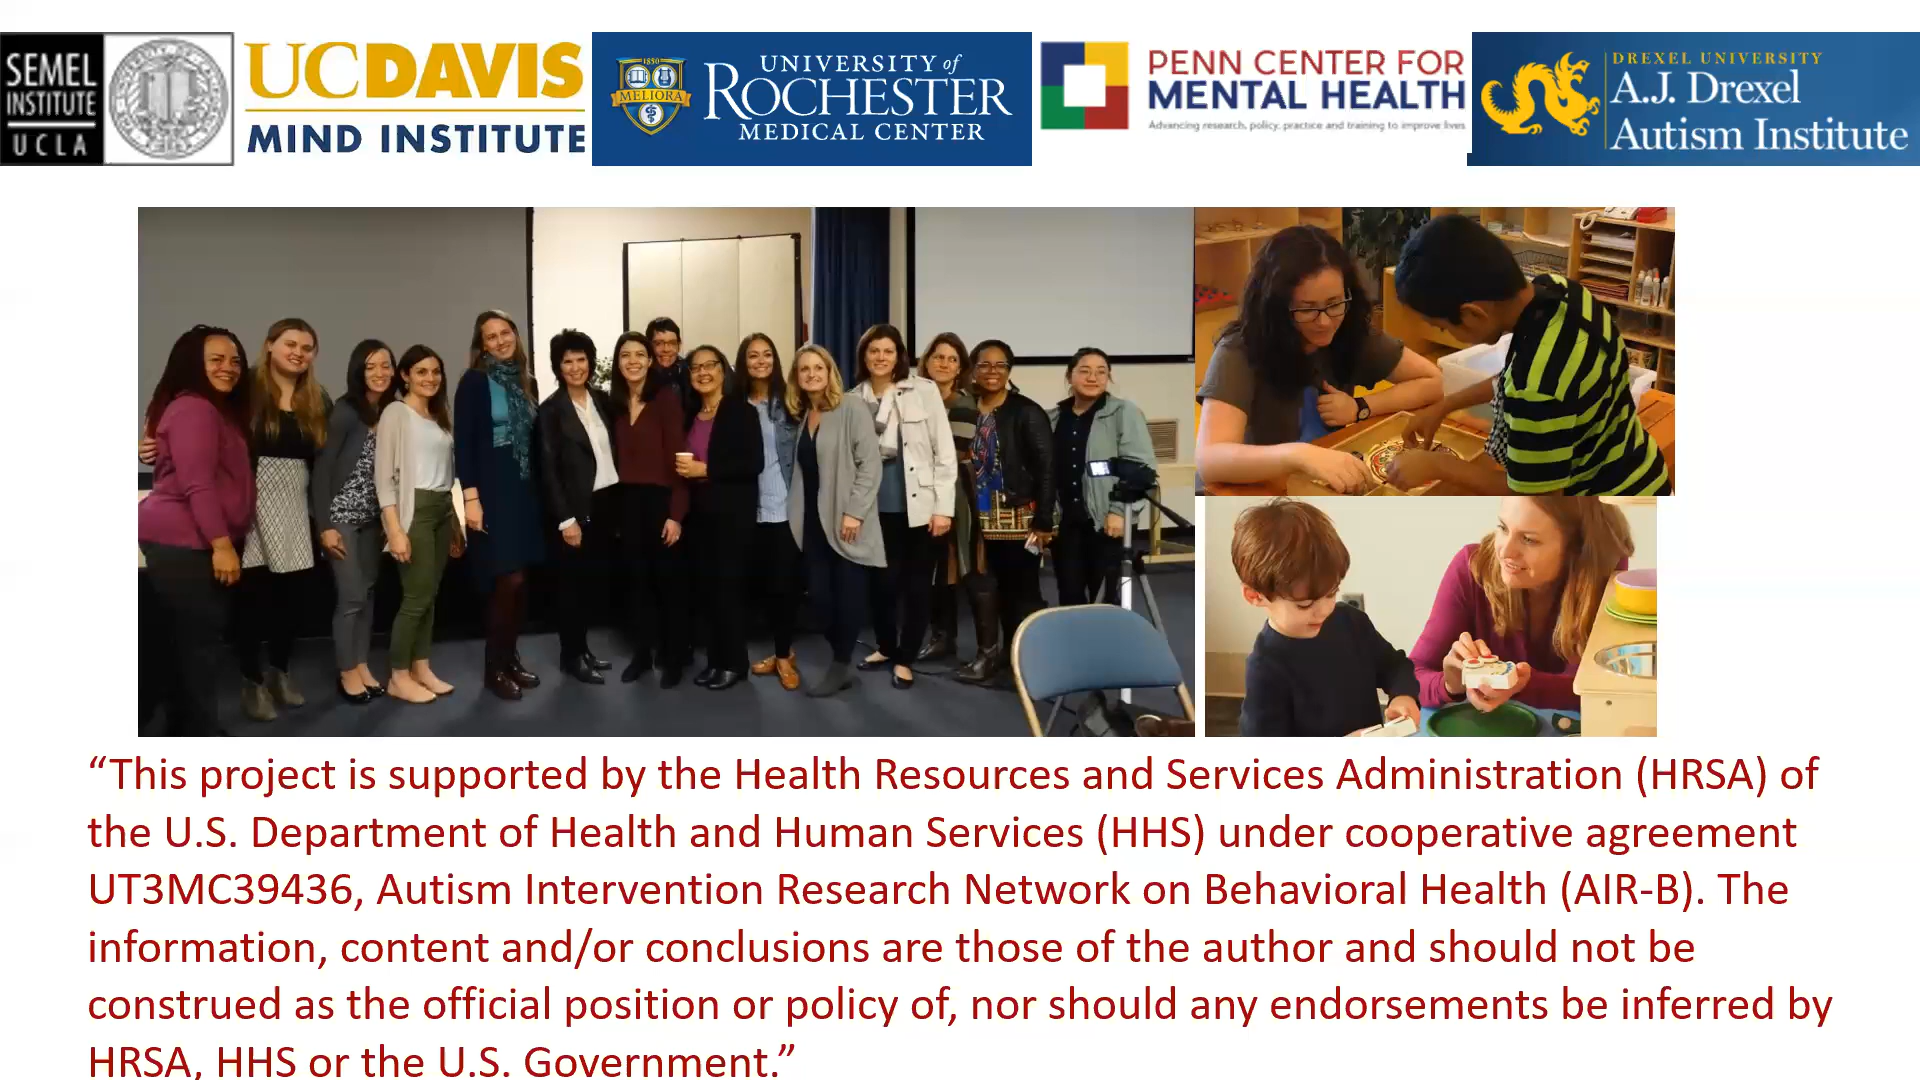 SEMEL
INSTITUTE
UCLA
UCDAVIS
MIND INSTITUTE
1850
MELIORA
UNIVERSITY of
ROCHESTER
MEDICAL CENTER
PENN CENTER FOR
MENTAL HEALTH
Advancing research, policy, practice and training to improve lives
DREXEL UNIVERSITY
A.J. Drexel
Autism Institute
“This project is supported by the Health Resources and Services Administration (HRSA) of
the U.S. Department of Health and Human Services (HHS) under cooperative agreement
UT3MC39436, Autism Intervention Research Network on Behavioral Health (AIR-B). The
information, content and/or conclusions are those of the author and should not be
construed as the official position or policy of, nor should any endorsements be inferred by
HRSA, HHS or the U.S. Government.”